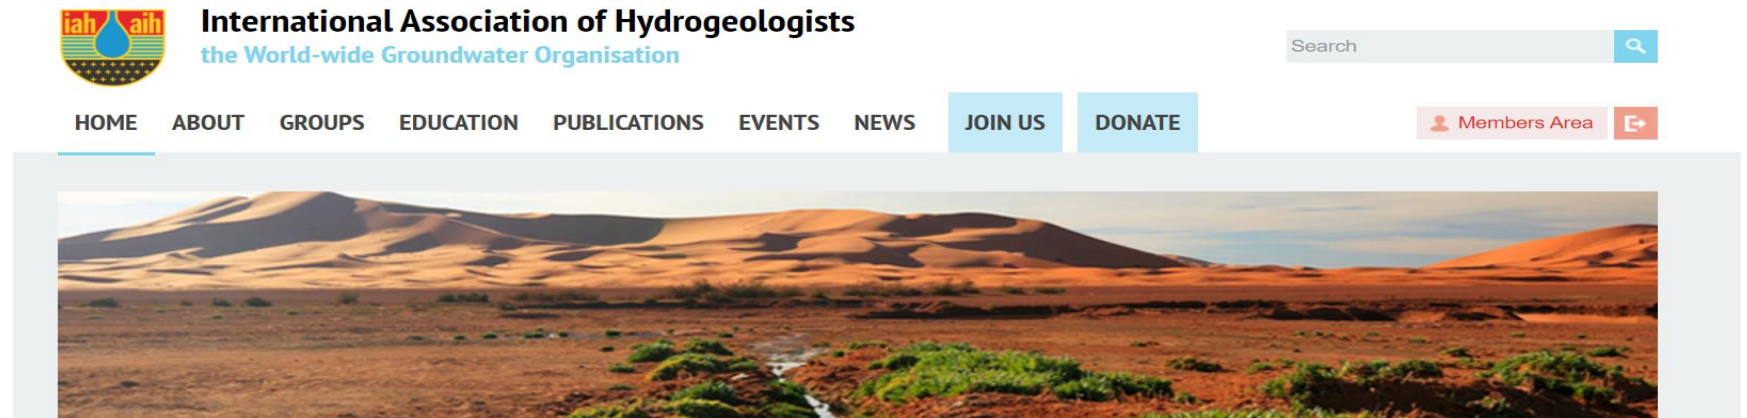 iah aih
International Association of Hydrogeologists
the World-wide Groundwater Organisation
Search
HOME ABOUT GROUPS EDUCATION PUBLICATIONS EVENTS NEWS JOIN US DONATE Members Area